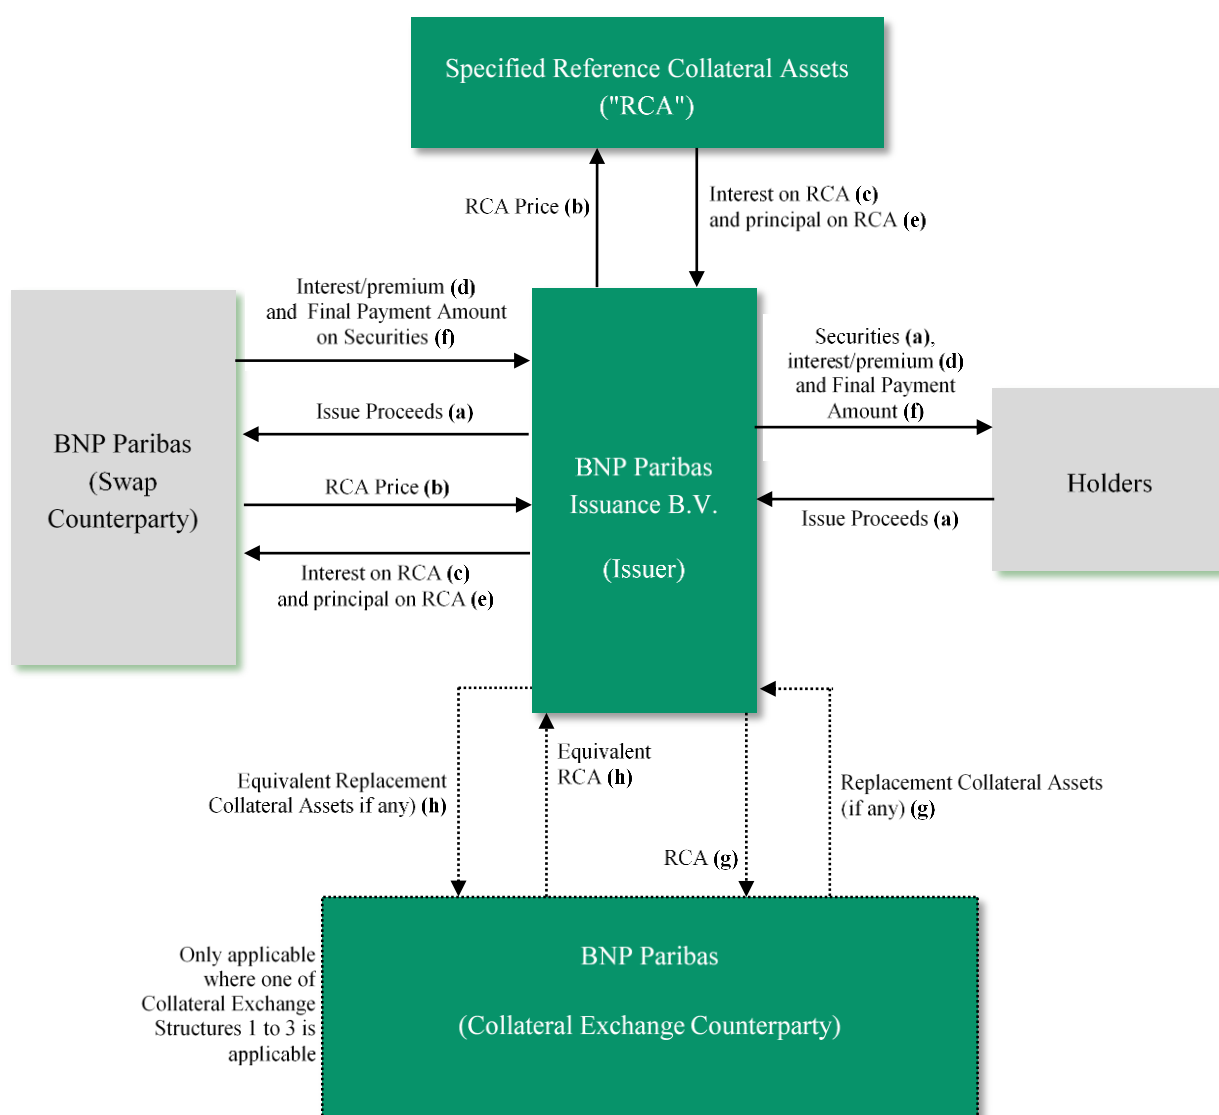 Specified Reference Collateral Assets
("RCA")
RCA Price (b)
Interest on RCA (c)
and principal on RCA (e)
Interest/premium (d)
and Final Payment Amount
on Securities (f)
Issue Proceeds (a)
RCA Price (b)
Interest on RCA (c)
and principal on RCA (e)
BNP Paribas
(Swap
Counterparty)
BNP Paribas
Issuance B.V.
(Issuer)
Securities (a),
interest/premium (d)
and Final Payment
Amount (f)
Issue Proceeds (a)
Holders
Equivalent Replacement
Collateral Assets if any) (h)
Equivalent
RCA (h)
RCA (g)
Replacement Collateral Assets
(if any) (g)
Only applicable
where one of
Collateral Exchange
Structures 1 to 3 is
applicable
BNP Paribas
(Collateral Exchange Counterparty)